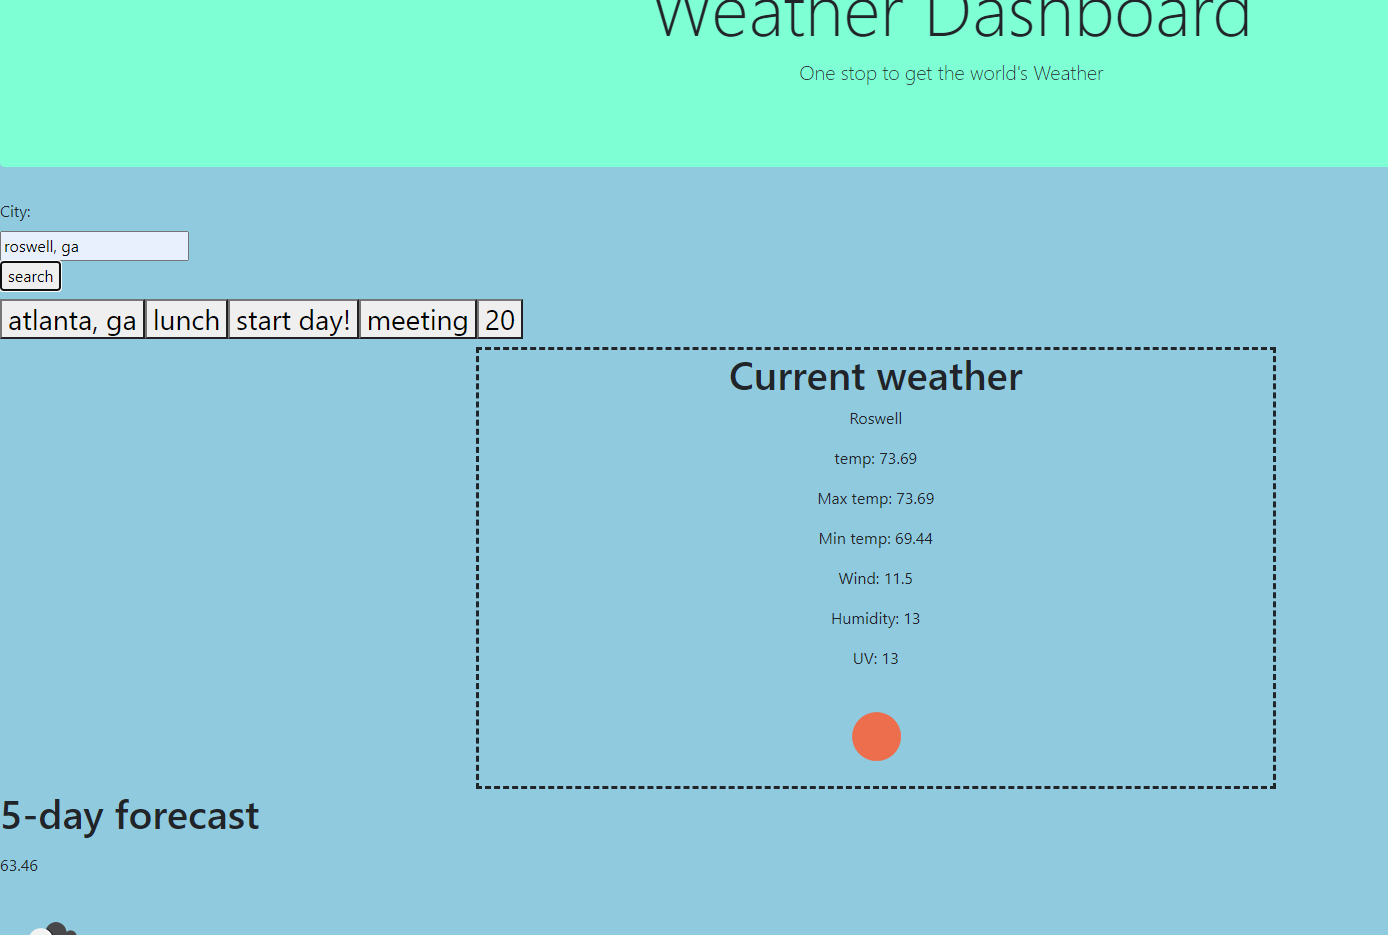 Weather Dashboard
One stop to get the world's Weather
City:
roswell, ga
search
atlanta, ga lunch start day! meeting 20
Current weather
Roswell
temp: 73.69
Max temp: 73.69
Min temp: 69.44
Wind: 11.5
Humidity: 13
UV: 13
5-day forecast
63.46